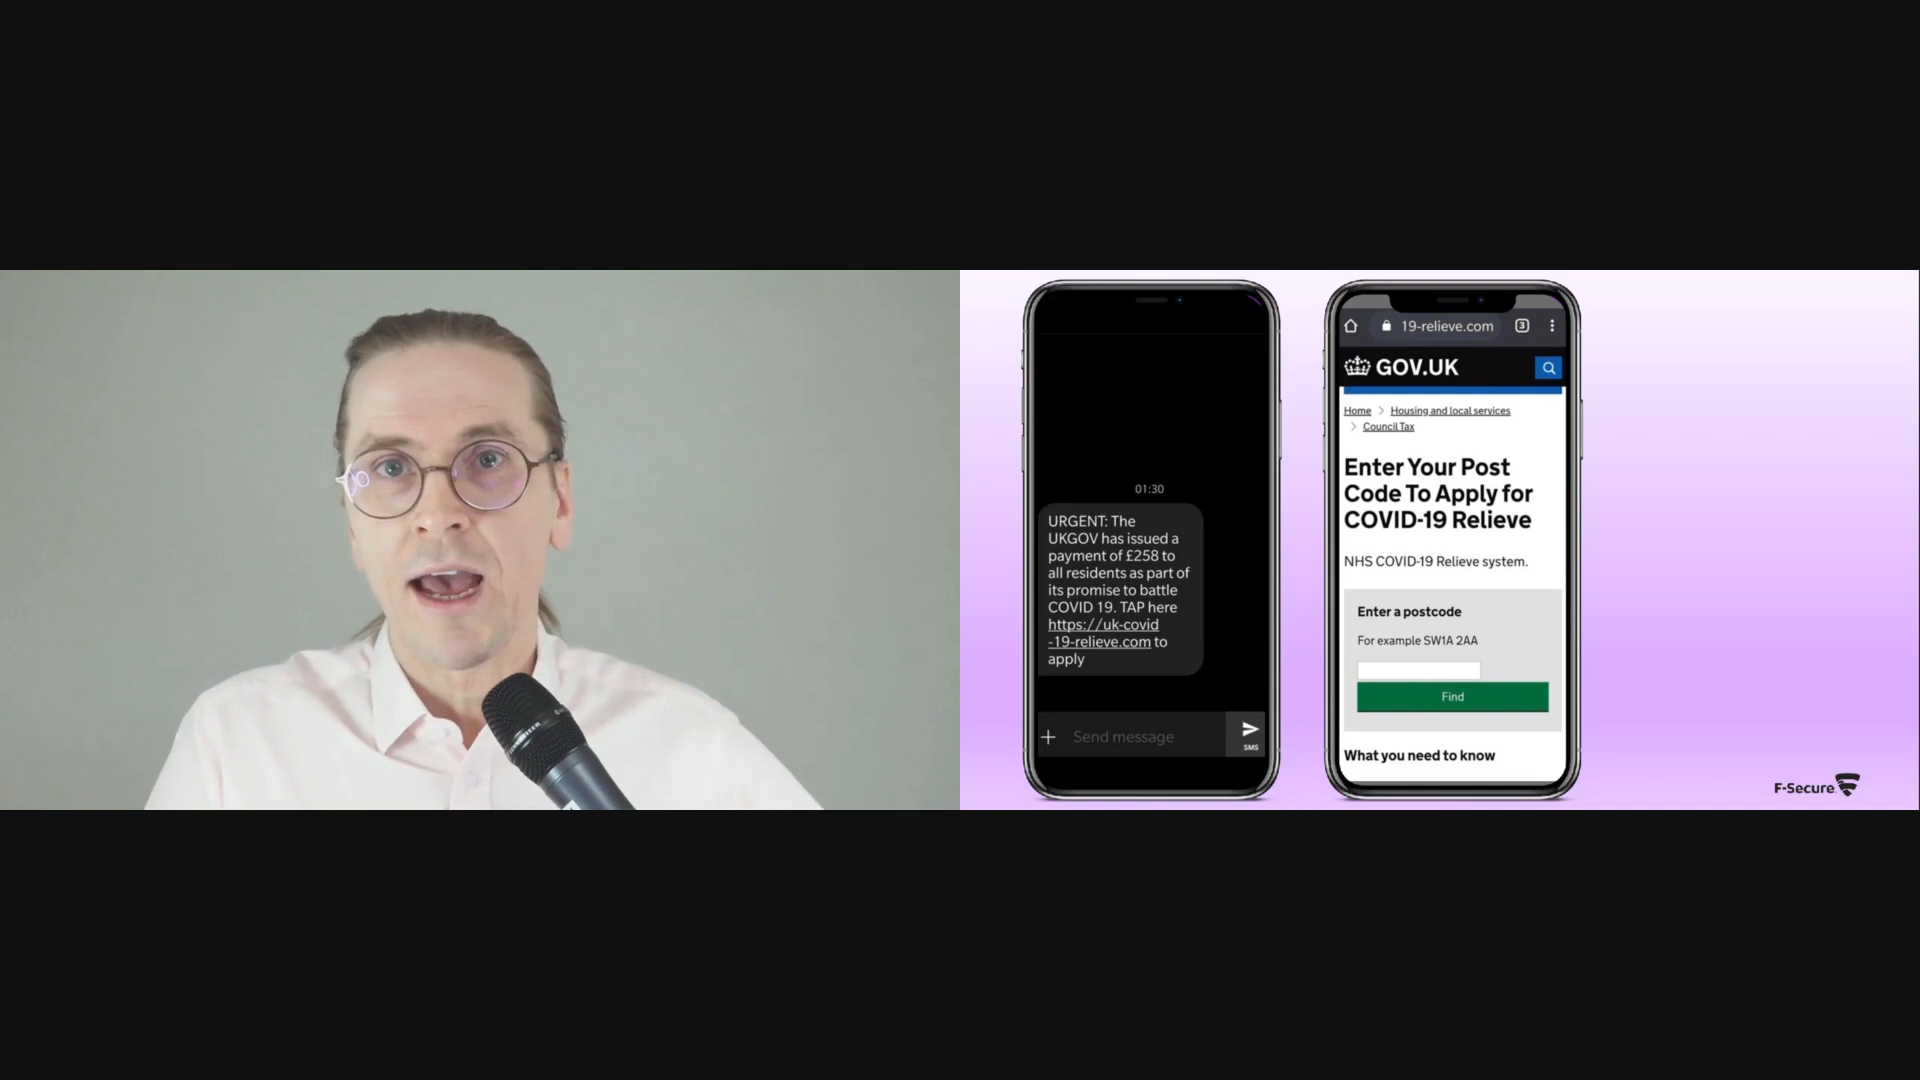 01:30
URGENT: The
UKGOV has issued a
payment of £258 to
all residents as part of
its promise to battle
COVID 19. TAP here
https://uk-covid
-19-relieve.com to
apply
Send message
SMS
19-relieve.com
3
GOV.UK
Home > Housing and local services
> Council Tax
Enter Your Post
Code To Apply for
COVID-19 Relieve
NHS COVID-19 Relieve system.
Enter a postcode
For example SW1A 2AA
Find
What you need to know
F-Secure